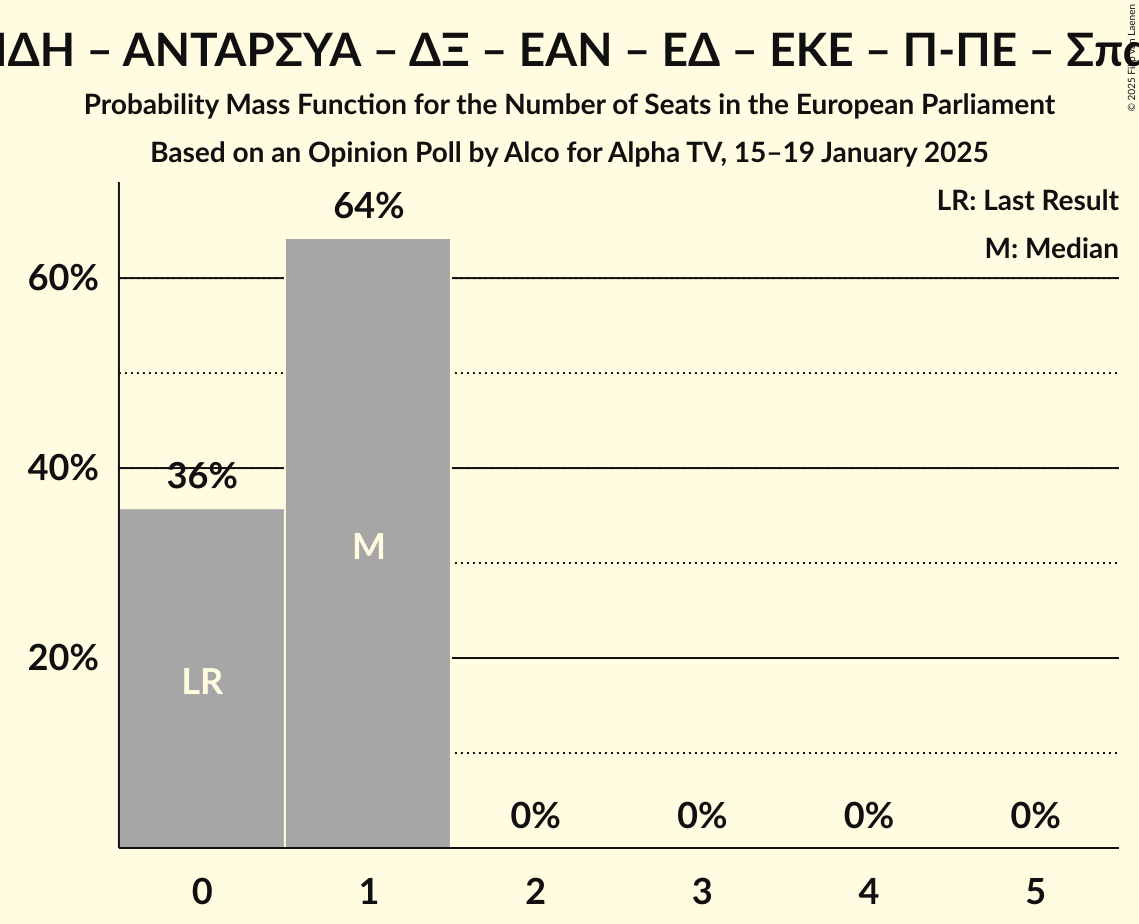 – ΑΝΤΑΡΣΥΑ – ΔΞ – ΕΑΝ – ΕΔ – ΕΚΕ – Π-ΠΕ –
Probability Mass Function for the Number of Seats in the European Parliament
Based on an Opinion Poll by Alco for Alpha TV, 15–19 January 2025
LR: Last Result
M: Median
64%
60%
40%
36%
20%
M
LR
0%
0%
0%
0%
0
1
2
3
4
5
© 2025 Laenen